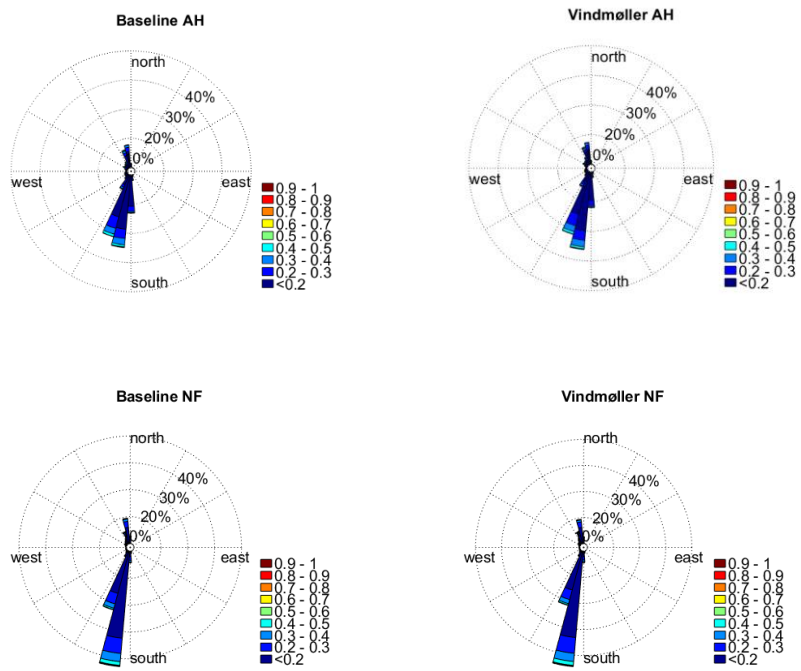 Baseline AH
north
40%
30%
20%
0%
west
east
south
0.9 - 1
0.8 - 0.9
0.7 - 0.8
0.6 - 0.7
0.5 - 0.6
0.4 - 0.5
0.3 - 0.4
0.2 - 0.3
<0.2
Vindmøller AH
north
40%
30%
20%
0%
west
east
south
0.9 - 1
0.8 - 0.9
0.7 - 0.8
0.6 - 0.7
0.5 - 0.6
0.4 - 0.5
0.3 - 0.4
0.2 - 0.3
<0.2
Baseline NF
north
40%
30%
20%
0%
west
east
south
0.9 - 1
0.8 - 0.9
0.7 - 0.8
0.6 - 0.7
0.5 - 0.6
0.4 - 0.5
0.3 - 0.4
0.2 - 0.3
<0.2
Vindmøller NF
north
40%
30%
20%
10%
west
east
south
0.9 - 1
0.8 - 0.9
0.7 - 0.8
0.6 - 0.7
0.5 - 0.6
0.4 - 0.5
0.3 - 0.4
0.2 - 0.3
<0.2